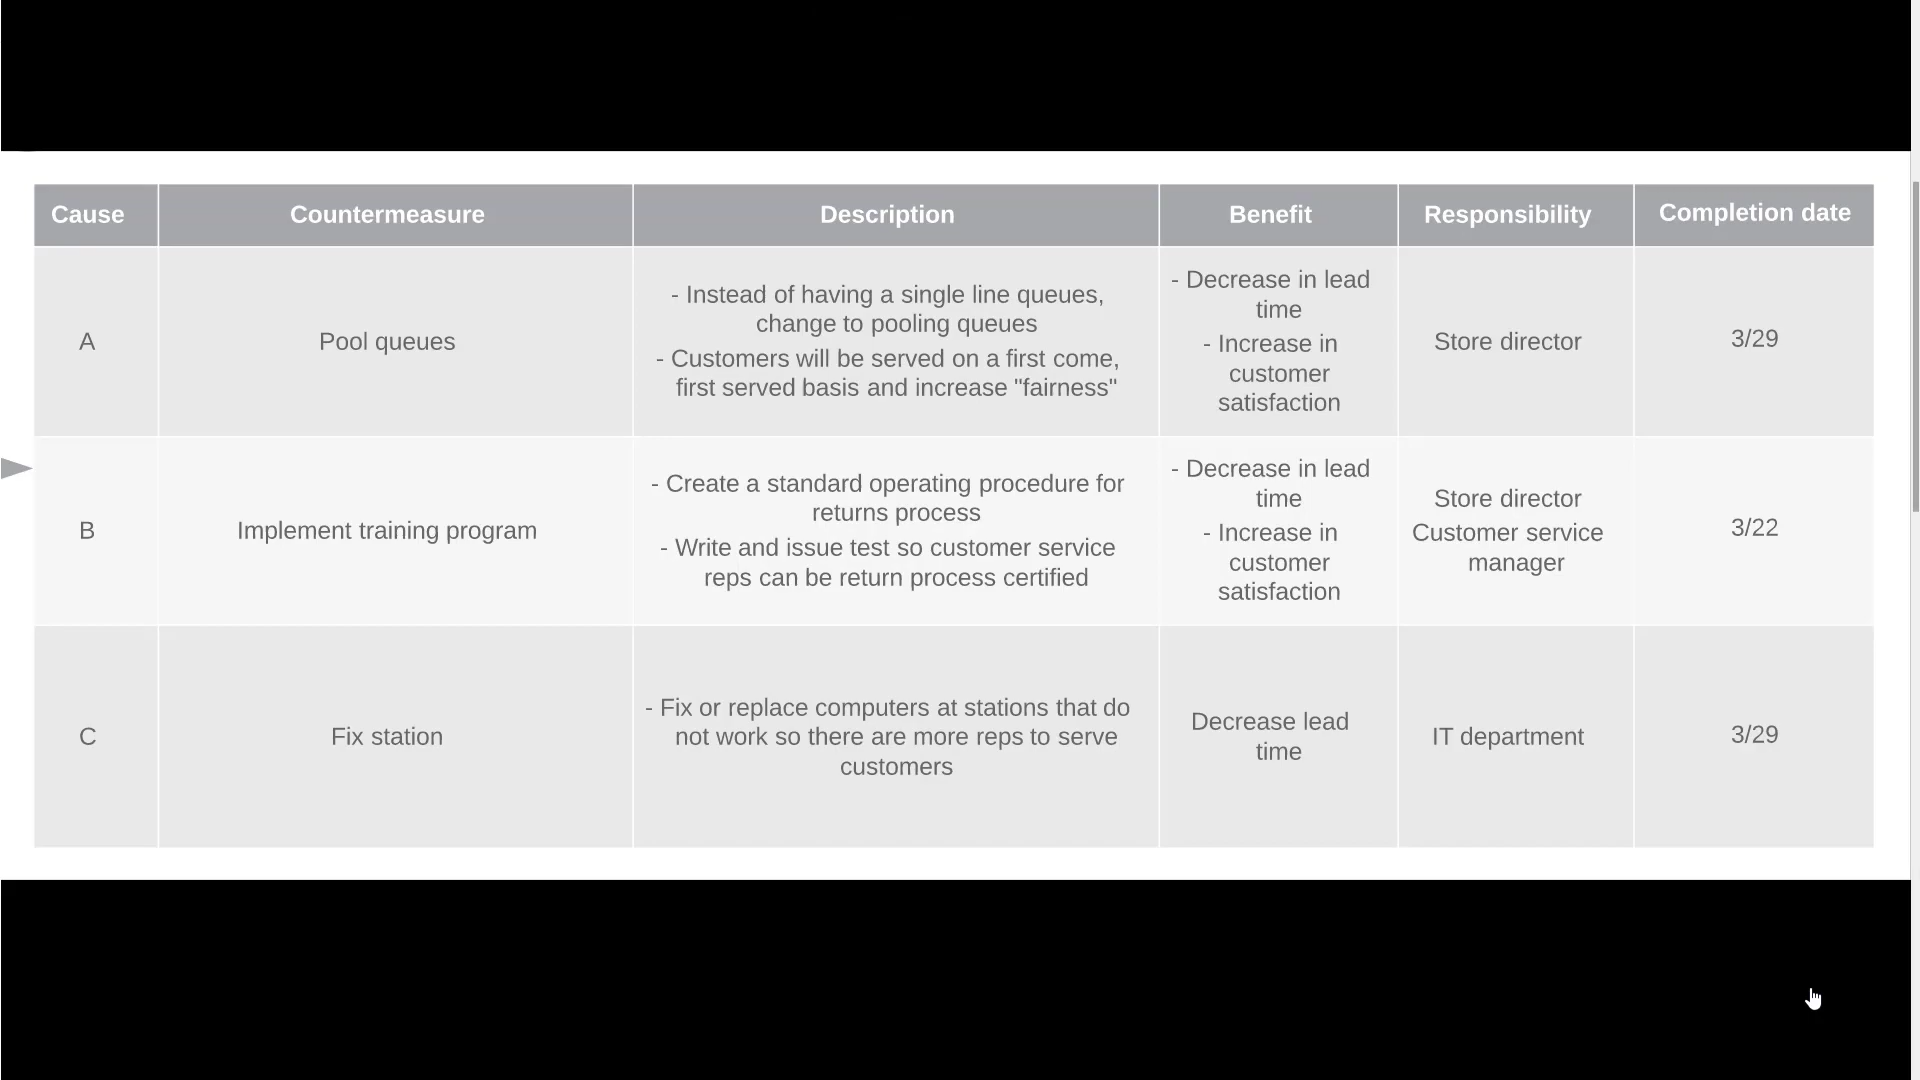 Cause
Countermeasure
Description
Benefit
Responsibility
Completion date
A
Pool queues
- Instead of having a single line queues,
change to pooling queues
- Customers will be served on a first come,
first served basis and increase "fairness"
- Decrease in lead
time
- Increase in
customer
satisfaction
Store director
3/29
B
Implement training program
- Create a standard operating procedure for
returns process
- Write and issue test so customer service
reps can be return process certified
- Decrease in lead
time
- Increase in
customer
satisfaction
Store director
Customer service
manager
3/22
C
Fix station
- Fix or replace computers at stations that do
not work so there are more reps to serve
customers
Decrease lead
time
IT department
3/29